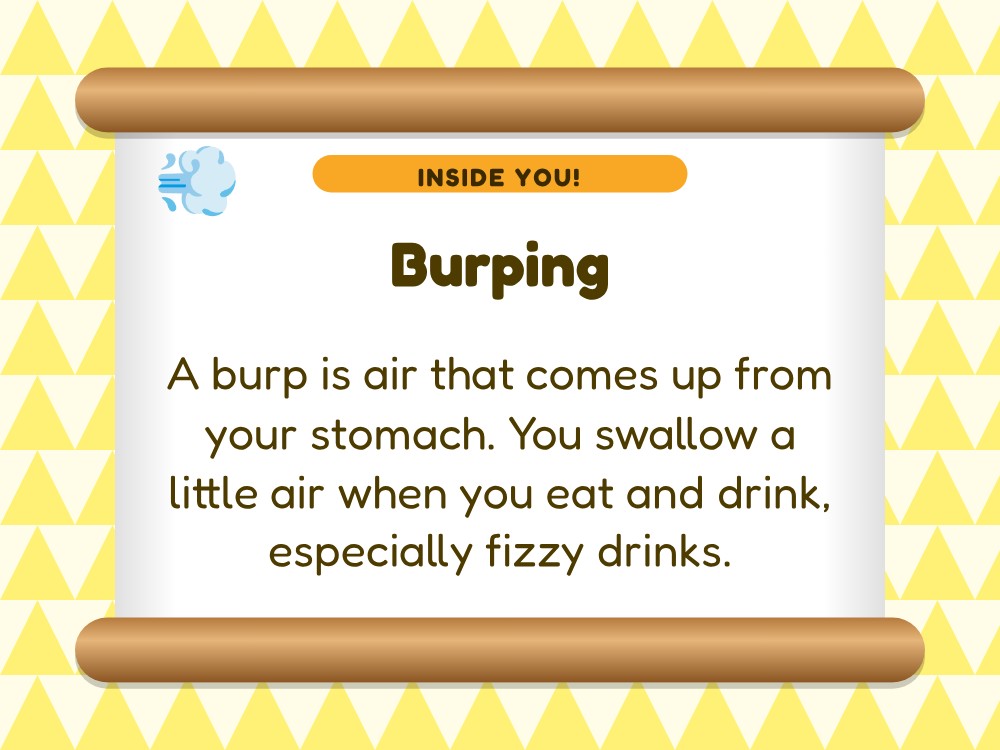 INSIDE YOU!
Burping
A burp is air that comes up from
your stomach. You swallow a
little air when you eat and drink,
especially fizzy drinks.